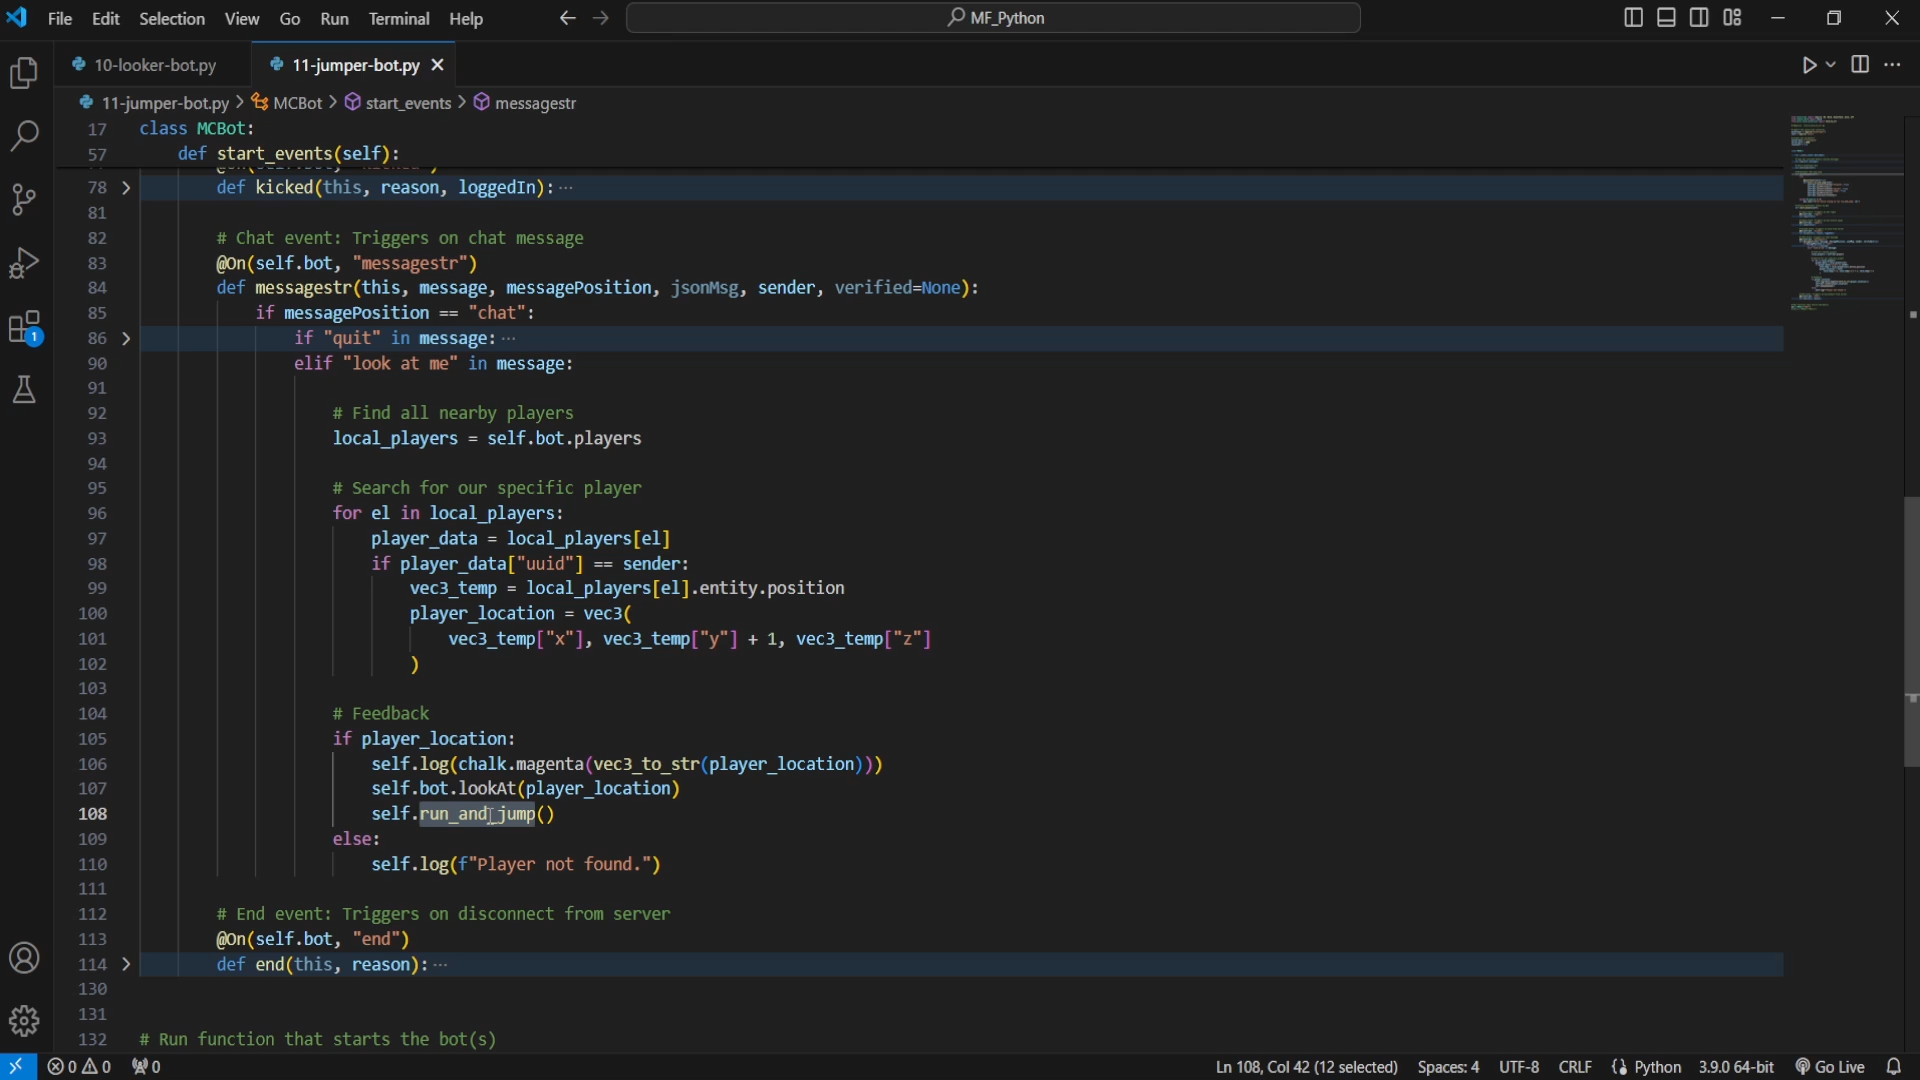 File Edit Selection View Go Run Terminal Help MF_Python
10-looker-bot.py 11-jumper-bot.py
11-jumper-bot.py > MCBot > start_events > messagestr
17 class MCBot:
57 def start_events(self):
78 def kicked(this, reason, loggedIn): ···
81
82 # Chat event: Triggers on chat message
83 @On(self.bot, "messagestr")
84 def messagestr(this, message, messagePosition, jsonMsg, sender, verified=None):
85 if messagePosition == "chat":
86 if "quit" in message: ···
90 elif "look at me" in message:
91
92 # Find all nearby players
93 local_players = self.bot.players
94
95 # Search for our specific player
96 for el in local_players:
97 player_data = local_players[el]
98 if player_data["uuid"] == sender:
99 vec3_temp = local_players[el].entity.position
100 player_location = vec3(
101 vec3_temp["x"], vec3_temp["y"] + 1, vec3_temp["z"]
102 )
103
104 # Feedback
105 if player_location:
106 self.log(chalk.magenta(vec3_to_str(player_location)))
107 self.bot.lookAt(player_location)
108 self.run_and_jump()
109 else:
110 self.log(f"Player not found.")
111
112 # End event: Triggers on disconnect from server
113 @On(self.bot, "end")
114 def end(this, reason): ···
130
131
132 # Run function that starts the bot(s)
1
0 0 0 Ln 108, Col 42 (12 selected) Spaces: 4 UTF-8 CRLF Python 3.9.0 64-bit Go Live